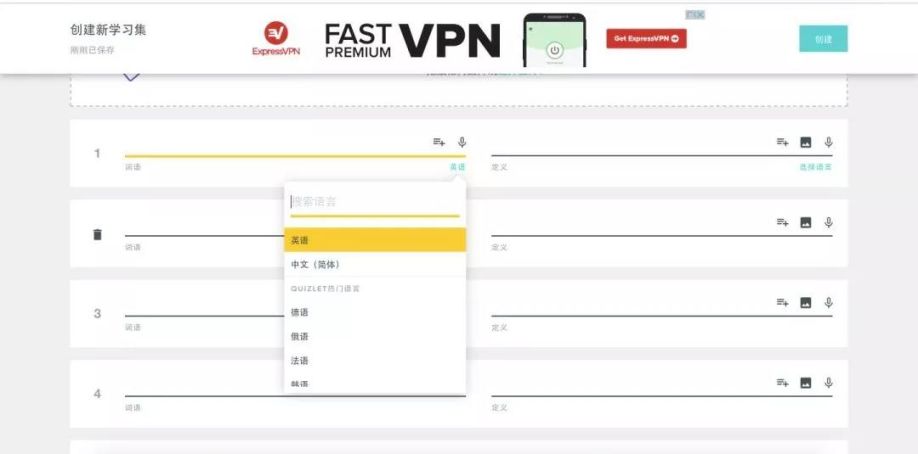 创建新学习集
刚刚已保存
ExpressVPN
FAST
PREMIUM
VPN
Get ExpressVPN
创建
1
词语
英语
定义
选择语言
搜索语言
英语
中文（简体）
QUIZLET热门语言
德语
俄语
法语
韩语
词语
定义
3
词语
定义
4
词语
定义